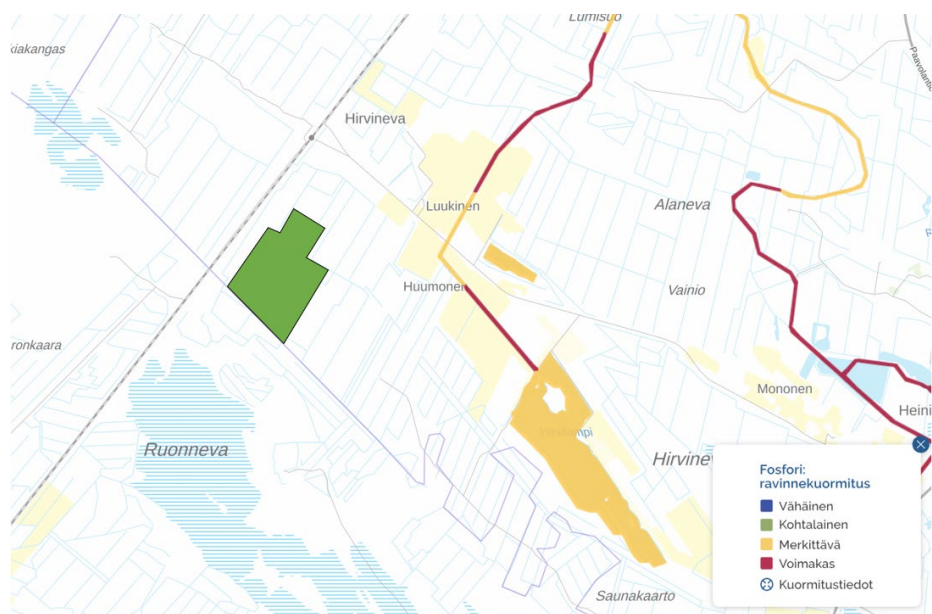 Lumisuo
kiakangas
Paavolantie
Hirvineva
Luukinen
Alaneva
Huumonen
Vainio
ronkaara
Mononen
Heini
Ruonneva
Hirvinev
Fosfori:
ravinnekuormitus
Vähäinen
Kohtalainen
Merkittävä
Voimakas
Kuormitustiedot
Saunakaarto